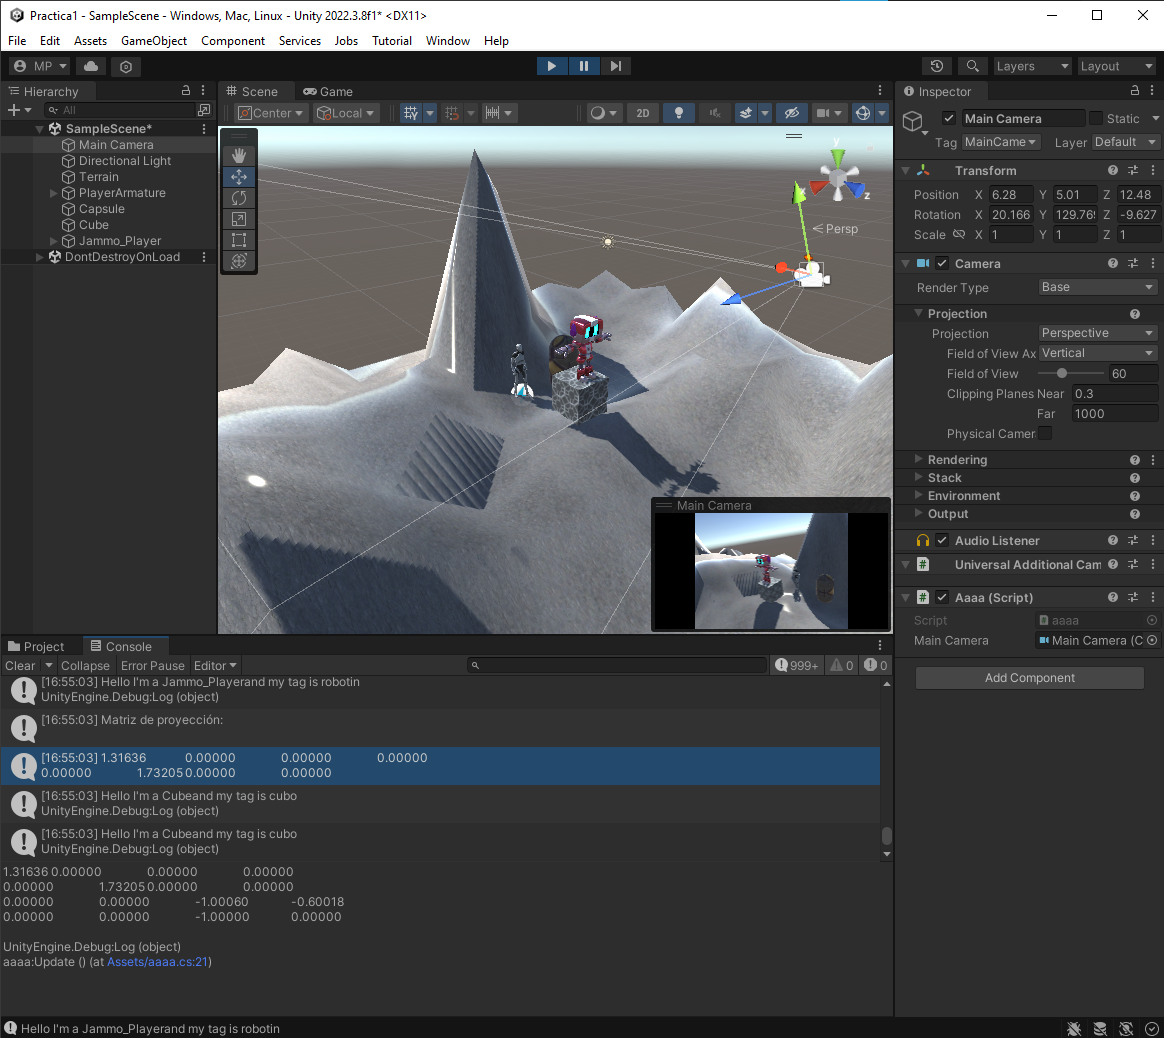 Practica1 - SampleScene - Windows, Mac, Linux - Unity 2022.3.8f1* <DX11>
File Edit Assets GameObject Component Services Jobs Tutorial Window Help
MP Layers Layout
Hierarchy
All
SampleScene*
Main Camera
Directional Light
Terrain
PlayerArmature
Capsule
Cube
Jammo_Player
DontDestroyOnLoad
Scene Game
Center Local 2D
y
z
Persp
Main Camera
Inspector
Main Camera Static
Tag MainCame Layer Default
Transform
Position X 6.28 Y 5.01 Z 12.48
Rotation X 20.166 Y 129.769 Z -9.627
Scale X 1 Y 1 Z 1
Camera
Render Type Base
Projection
Projection Perspective
Field of View Ax Vertical
Field of View 60
Clipping Planes Near 0.3
Far 1000
Physical Camer
Rendering
Stack
Environment
Output
Audio Listener
Universal Additional Cam
# Aaaa (Script)
Script aaaa
Main Camera Main Camera (C
Add Component
Project Console
Clear Collapse Error Pause Editor 999+ 0 0
[16:55:03] Hello I'm a Jammo_Playerand my tag is robotin
UnityEngine.Debug:Log (object)
[16:55:03] Matriz de proyección:
[16:55:03] 1.31636 0.00000 0.00000 0.00000
0.00000 1.73205 0.00000 0.00000
[16:55:03] Hello I'm a Cubeand my tag is cubo
UnityEngine.Debug:Log (object)
[16:55:03] Hello I'm a Cubeand my tag is cubo
UnityEngine.Debug:Log (object)
1.31636 0.00000 0.00000 0.00000
0.00000 1.73205 0.00000 0.00000
0.00000 0.00000 -1.00060 -0.60018
0.00000 0.00000 -1.00000 0.00000
UnityEngine.Debug:Log (object)
aaaa:Update () (at Assets/aaaa.cs:21)
Hello I'm a Jammo_Playerand my tag is robotin